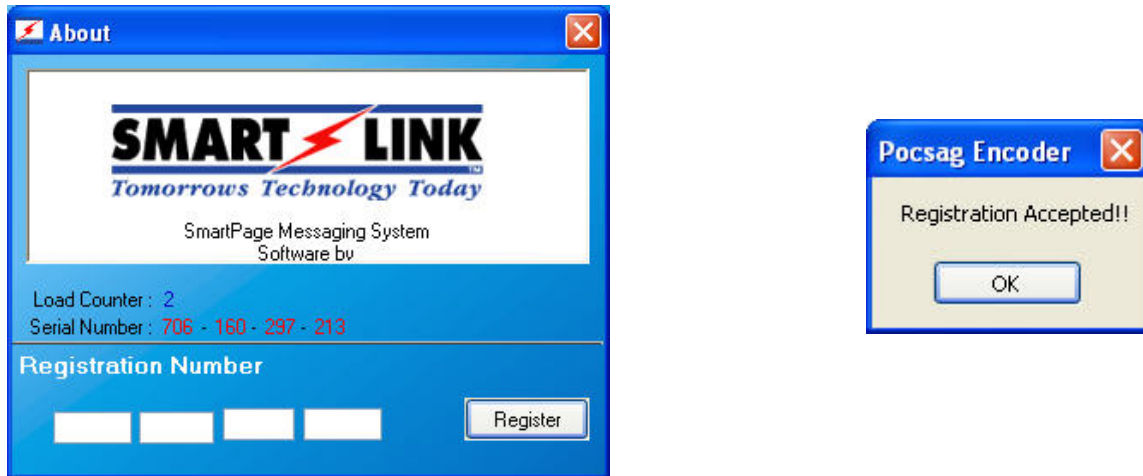 About
SMART LINK
TM
Tomorrows Technology Today
SmartPage Messaging System
Software by
Load Counter : 2
Serial Number : 706 - 160 - 297 - 213
Registration Number
Register
Pocsag Encoder
Registration Accepted!!
OK